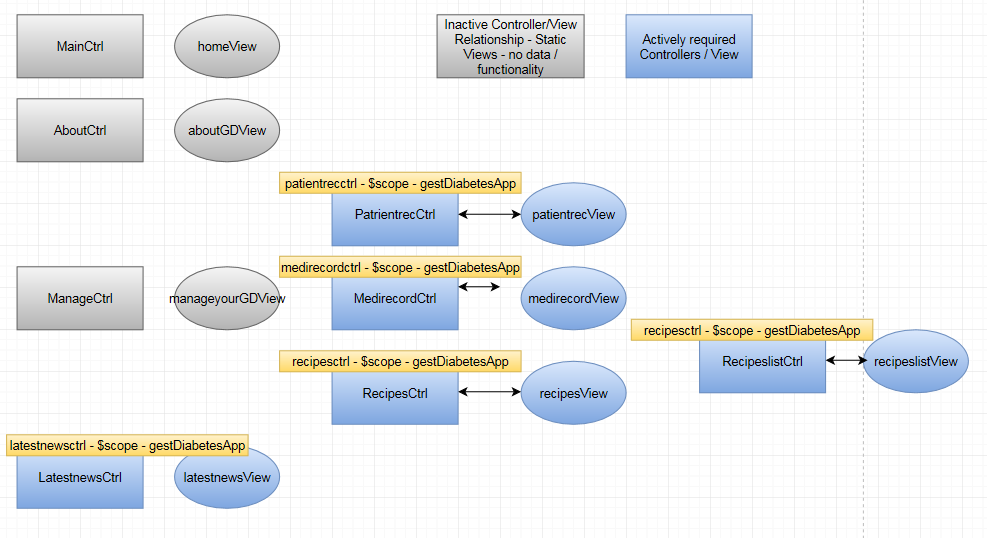 MainCtrl
homeView
Inactive Controller/View
Relationship - Static
Views - no data /
functionality
Actively required
Controllers / View
AboutCtrl
aboutGDView
patientrecctrl - $scope - gestDiabetesApp
PatrientrecCtrl
patientrecView
medirecordctrl - $scope - gestDiabetesApp
ManageCtrl
manageyourGDView
MedirecordCtrl
medirecordView
recipesctrl - $scope - gestDiabetesApp
RecipeslistCtrl
recipeslistView
recipesctrl - $scope - gestDiabetesApp
RecipesCtrl
recipesView
latestnewsctrl - $scope - gestDiabetesApp
LatestnewsCtrl
latestnewsView